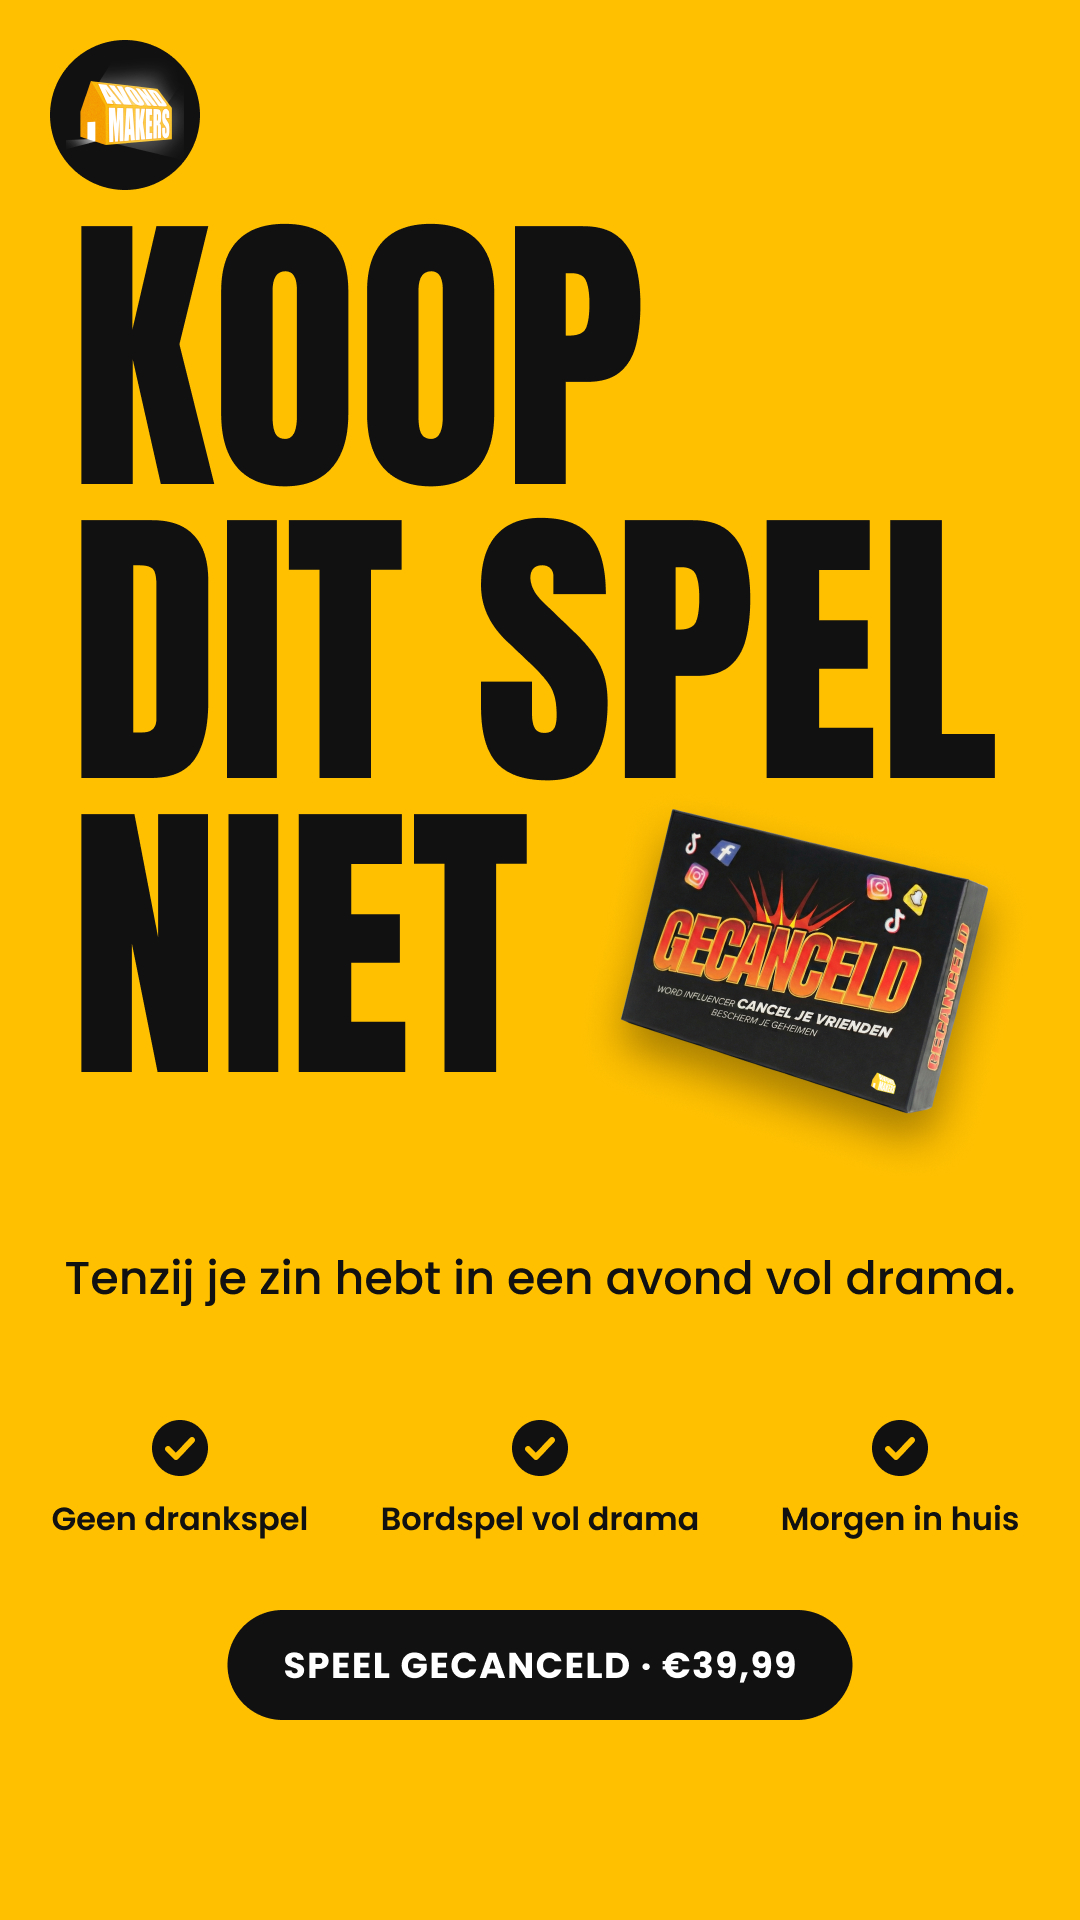 AVOND
MAKERS
KOOP
DIT SPEL
NIET
GECANCELD
WORD INFLUENCER CANCEL JE VRIENDEN
BESCHERM JE GEHEIMEN
GECANCELD
Tenzij je zin hebt in een avond vol drama.
Geen drankspel
Bordspel vol drama
Morgen in huis
SPEEL GECANCELD · €39,99